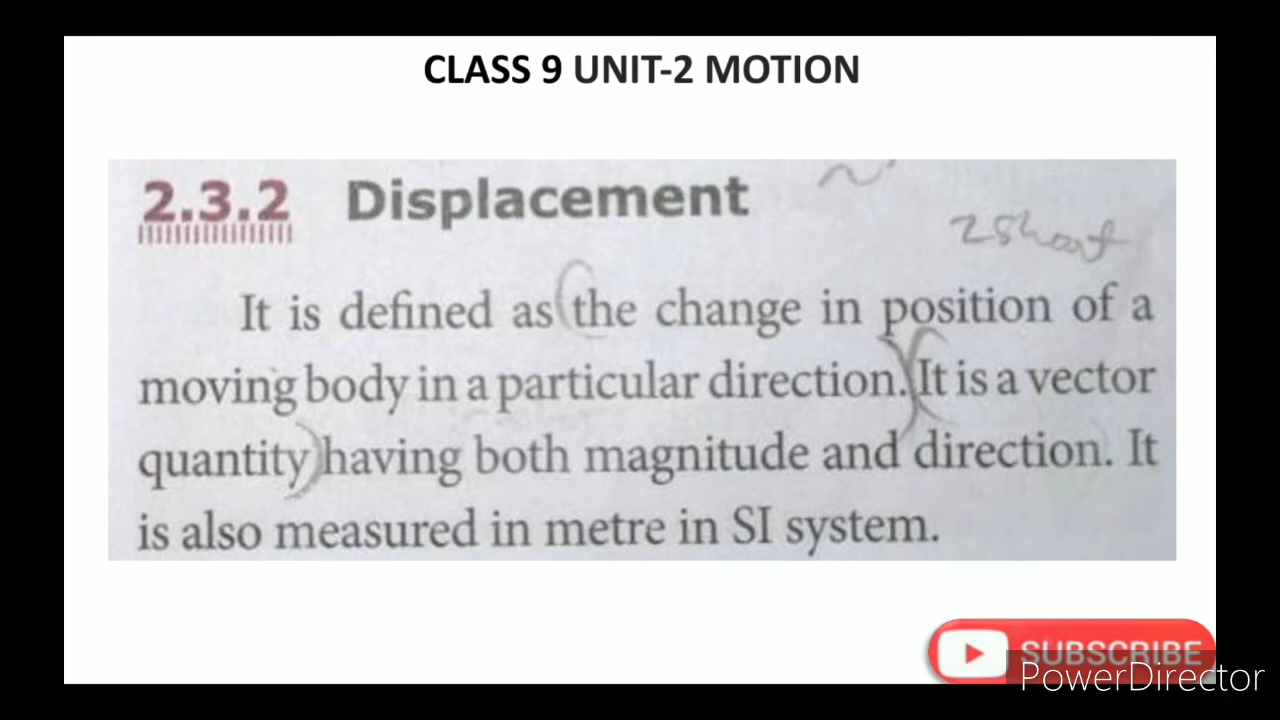 CLASS 9 UNIT-2 MOTION
2.3.2 Displacement
2 short
It is defined as the change in position of a
moving body in a particular direction. It is a vector
quantity having both magnitude and direction. It
is also measured in metre in SI system.
SUBSCRIBE
PowerDirector